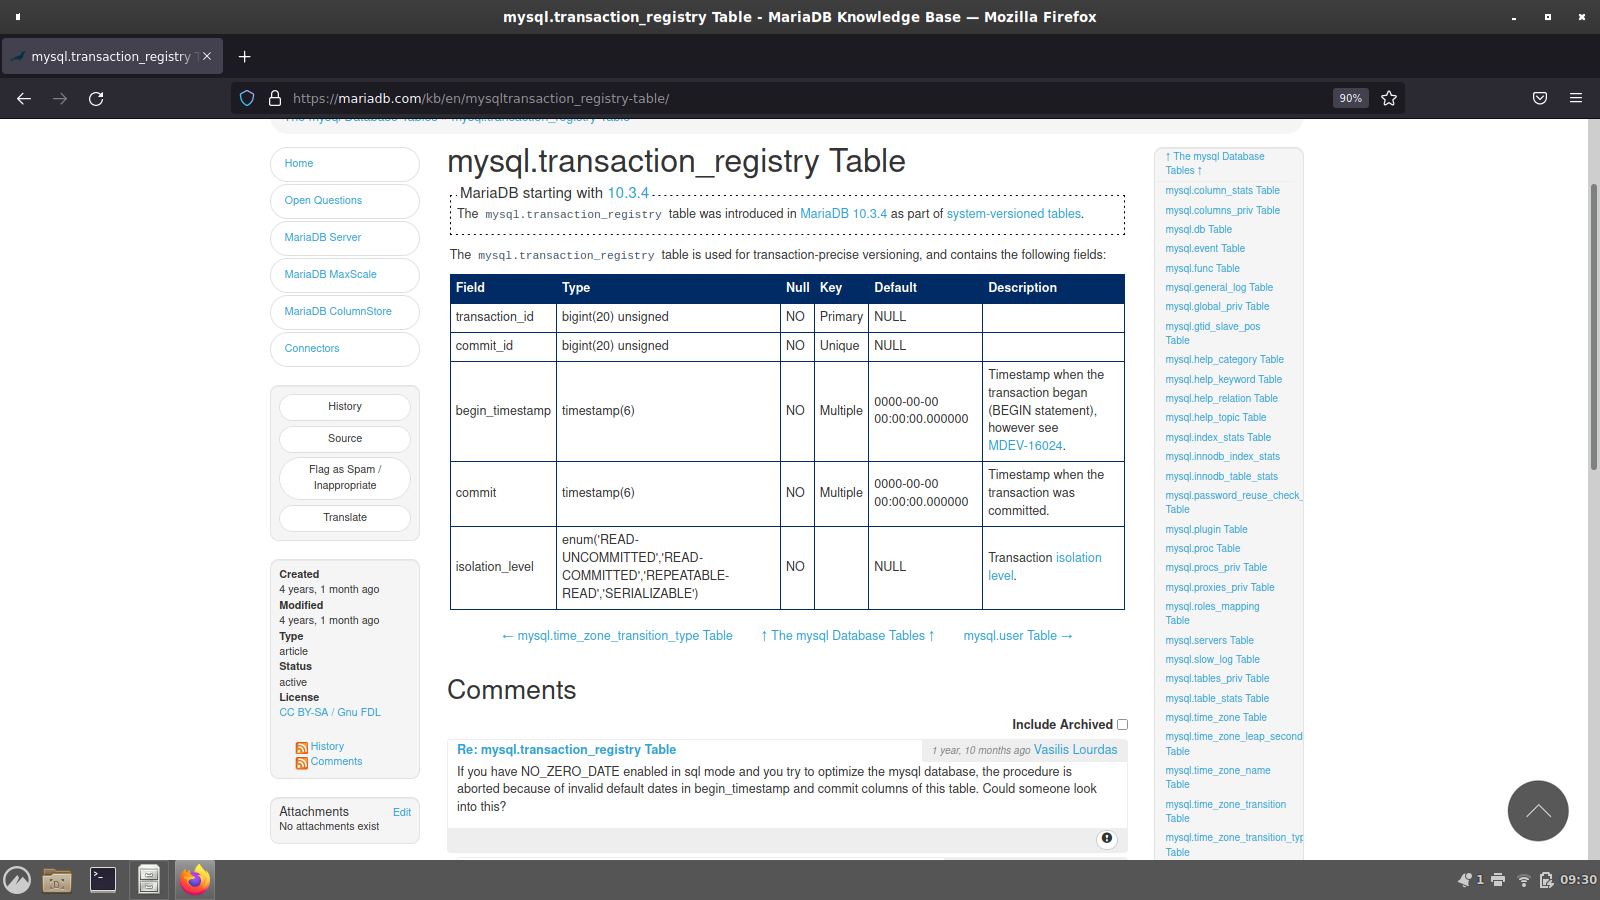 mysql.transaction_registry Table - MariaDB Knowledge Base — Mozilla Firefox
mysql.transaction_registry
https://mariadb.com/kb/en/mysqltransaction_registry-table/
90%
The mysql Database Tables » mysql.transaction_registry Table
Home
Open Questions
MariaDB Server
MariaDB MaxScale
MariaDB ColumnStore
Connectors
History
Source
Flag as Spam /
Inappropriate
Translate
Created
4 years, 1 month ago
Modified
4 years, 1 month ago
Type
article
Status
active
License
CC BY-SA / Gnu FDL
History
Comments
Attachments Edit
No attachments exist
mysql.transaction_registry Table
MariaDB starting with 10.3.4
The mysql.transaction_registry table was introduced in MariaDB 10.3.4 as part of system-versioned tables.
The mysql.transaction_registry table is used for transaction-precise versioning, and contains the following fields:
Field Type Null Key Default Description
transaction_id bigint(20) unsigned NO Primary NULL
commit_id bigint(20) unsigned NO Unique NULL
begin_timestamp timestamp(6) NO Multiple 0000-00-00
00:00:00.000000
Timestamp when the
transaction began
(BEGIN statement),
however see
MDEV-16024.
commit timestamp(6) NO Multiple 0000-00-00
00:00:00.000000
Timestamp when the
transaction was
committed.
isolation_level
enum('READ-
UNCOMMITTED','READ-
COMMITTED','REPEATABLE-
READ','SERIALIZABLE')
NO NULL
Transaction isolation
level.
← mysql.time_zone_transition_type Table ↑ The mysql Database Tables ↑ mysql.user Table →
Comments
Include Archived
Re: mysql.transaction_registry Table 1 year, 10 months ago Vasilis Lourdas
If you have NO_ZERO_DATE enabled in sql mode and you try to optimize the mysql database, the procedure is
aborted because of invalid default dates in begin_timestamp and commit columns of this table. Could someone look
into this?
↑ The mysql Database
Tables ↑
mysql.column_stats Table
mysql.columns_priv Table
mysql.db Table
mysql.event Table
mysql.func Table
mysql.general_log Table
mysql.global_priv Table
mysql.gtid_slave_pos
Table
mysql.help_category Table
mysql.help_keyword Table
mysql.help_relation Table
mysql.help_topic Table
mysql.index_stats Table
mysql.innodb_index_stats
mysql.innodb_table_stats
mysql.password_reuse_check_
Table
mysql.plugin Table
mysql.proc Table
mysql.procs_priv Table
mysql.proxies_priv Table
mysql.roles_mapping
Table
mysql.servers Table
mysql.slow_log Table
mysql.tables_priv Table
mysql.table_stats Table
mysql.time_zone Table
mysql.time_zone_leap_second
Table
mysql.time_zone_name
Table
mysql.time_zone_transition
Table
mysql.time_zone_transition_typ
Table
1
09:30